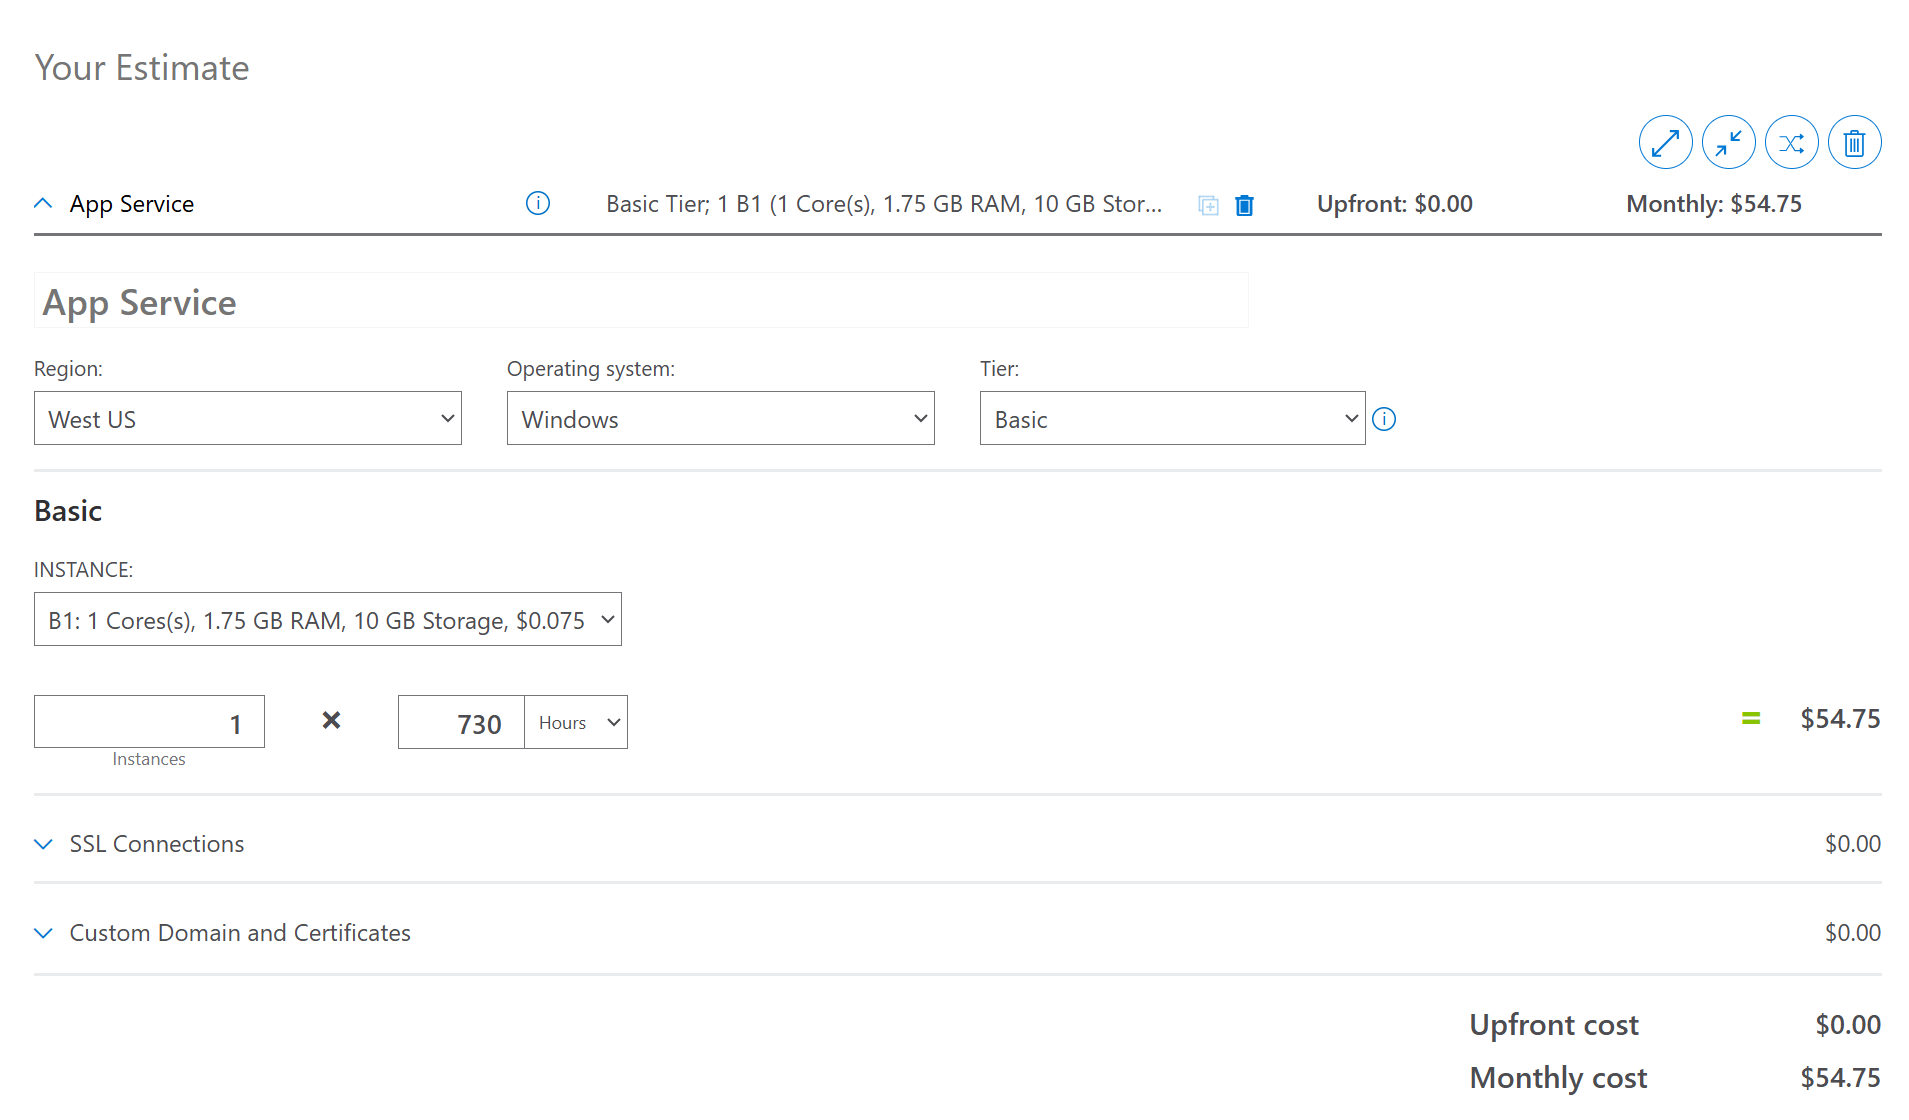 Your Estimate
App Service
Basic Tier; 1 B1 (1 Core(s), 1.75 GB RAM, 10 GB Stor...
Upfront: $0.00
Monthly: $54.75
App Service
Region:
Operating system:
Tier:
West US
Windows
Basic
Basic
INSTANCE:
B1: 1 Cores(s), 1.75 GB RAM, 10 GB Storage, $0.075
1
×
730
Hours
= $54.75
Instances
SSL Connections
$0.00
Custom Domain and Certificates
$0.00
Upfront cost
$0.00
Monthly cost
$54.75